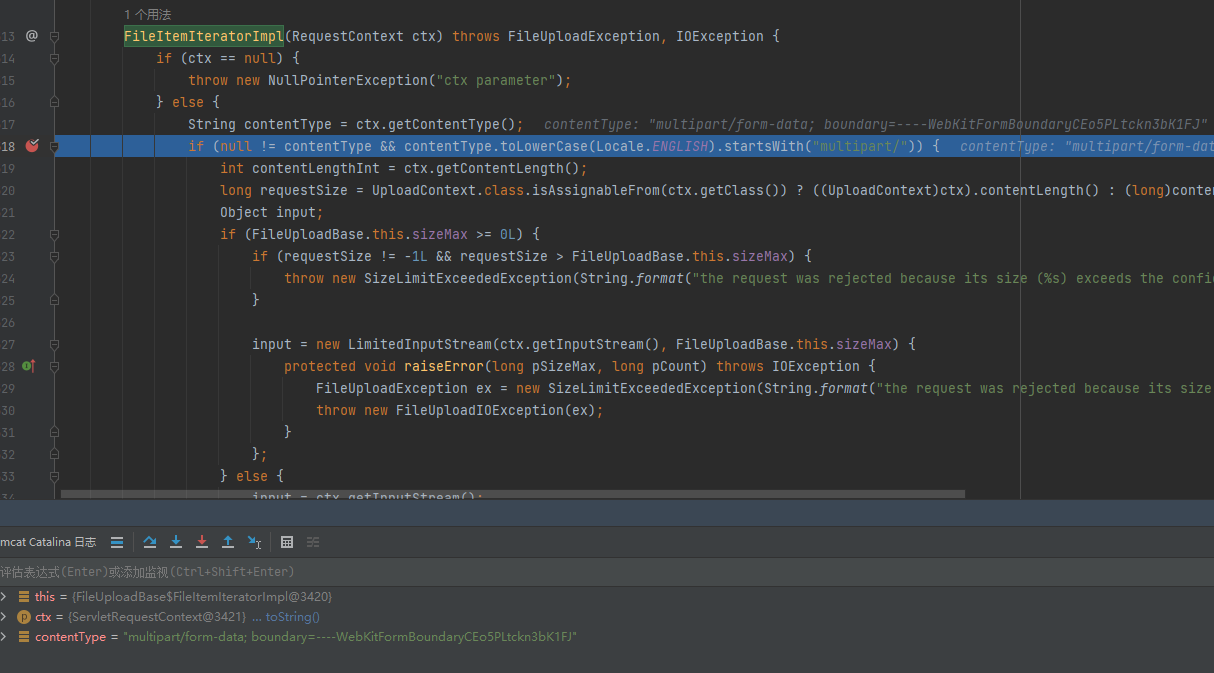 1 个用法
13 @ FileItemIteratorImpl(RequestContext ctx) throws FileUploadException, IOException {
14 if (ctx == null) {
15 throw new NullPointerException("ctx parameter");
16 } else {
17 String contentType = ctx.getContentType(); contentType: "multipart/form-data; boundary=----WebKitFormBoundaryCEo5PLtckn3bK1FJ"
18 if (null != contentType && contentType.toLowerCase(Locale.ENGLISH).startsWith("multipart/")) { contentType: "multipart/form-dat
19 int contentLengthInt = ctx.getContentLength();
20 long requestSize = UploadContext.class.isAssignableFrom(ctx.getClass()) ? ((UploadContext)ctx).contentLength() : (long)conten
21 Object input;
22 if (FileUploadBase.this.sizeMax >= 0L) {
23 if (requestSize != -1L && requestSize > FileUploadBase.this.sizeMax) {
24 throw new SizeLimitExceededException(String.format("the request was rejected because its size (%s) exceeds the confi
25 }
26
27 input = new LimitedInputStream(ctx.getInputStream(), FileUploadBase.this.sizeMax) {
28 protected void raiseError(long pSizeMax, long pCount) throws IOException {
29 FileUploadException ex = new SizeLimitExceededException(String.format("the request was rejected because its size
30 throw new FileUploadIOException(ex);
31 }
32 };
33 } else {
34 input = ctx.getInputStream();
mcat Catalina 日志
评估表达式(Enter)或添加监视(Ctrl+Shift+Enter)
this = {FileUploadBase$FileItemIteratorImpl@3420}
p ctx = {ServletRequestContext@3421} ... toString()
contentType = "multipart/form-data; boundary=----WebKitFormBoundaryCEo5PLtckn3bK1FJ"